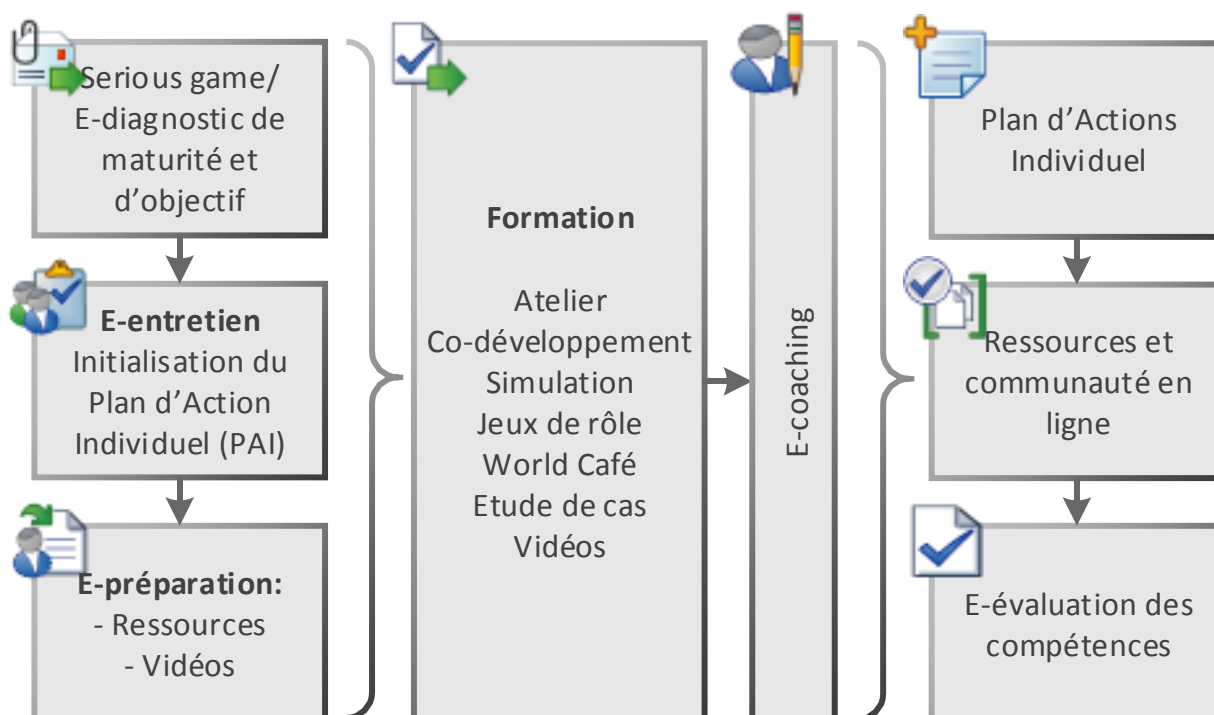 Serious game/
E-diagnostic de
maturité et
d’objectif
E-entretien
Initialisation du
Plan d’Action
Individuel (PAI)
E-préparation:
- Ressources
- Vidéos
Formation
Atelier
Co-développement
Simulation
Jeux de rôle
World Café
Etude de cas
Vidéos
E-coaching
Plan d’Actions
Individuel
Ressources et
communauté en
ligne
E-évaluation des
compétences